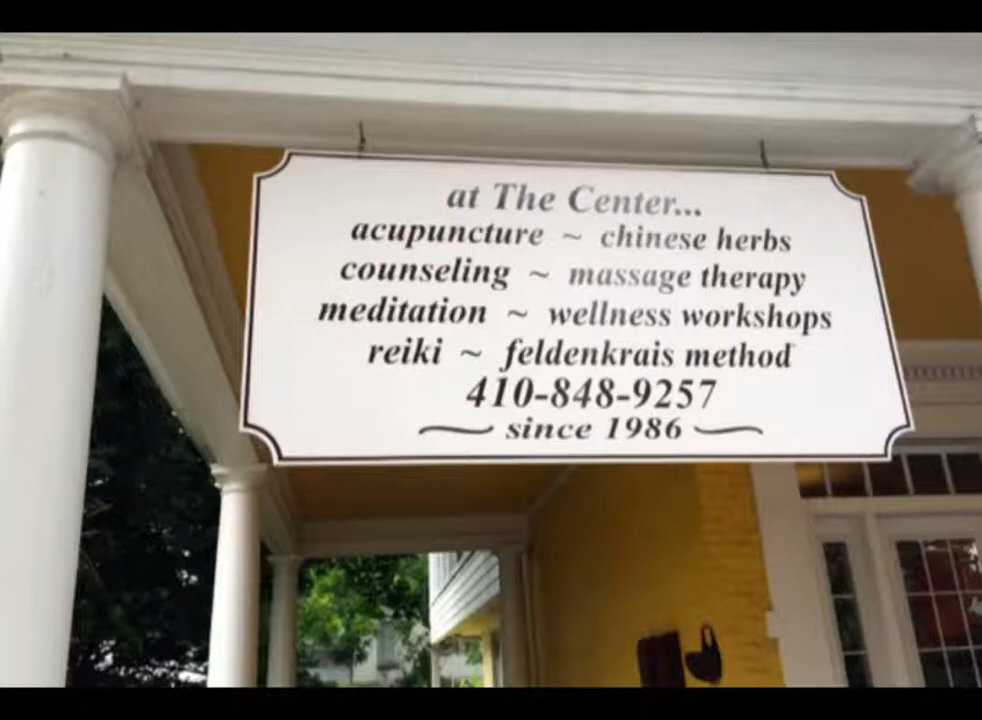 at The Center...
acupuncture ~ chinese herbs
counseling ~ massage therapy
meditation ~ wellness workshops
reiki ~ feldenkrais method
410-848-9257
since 1986